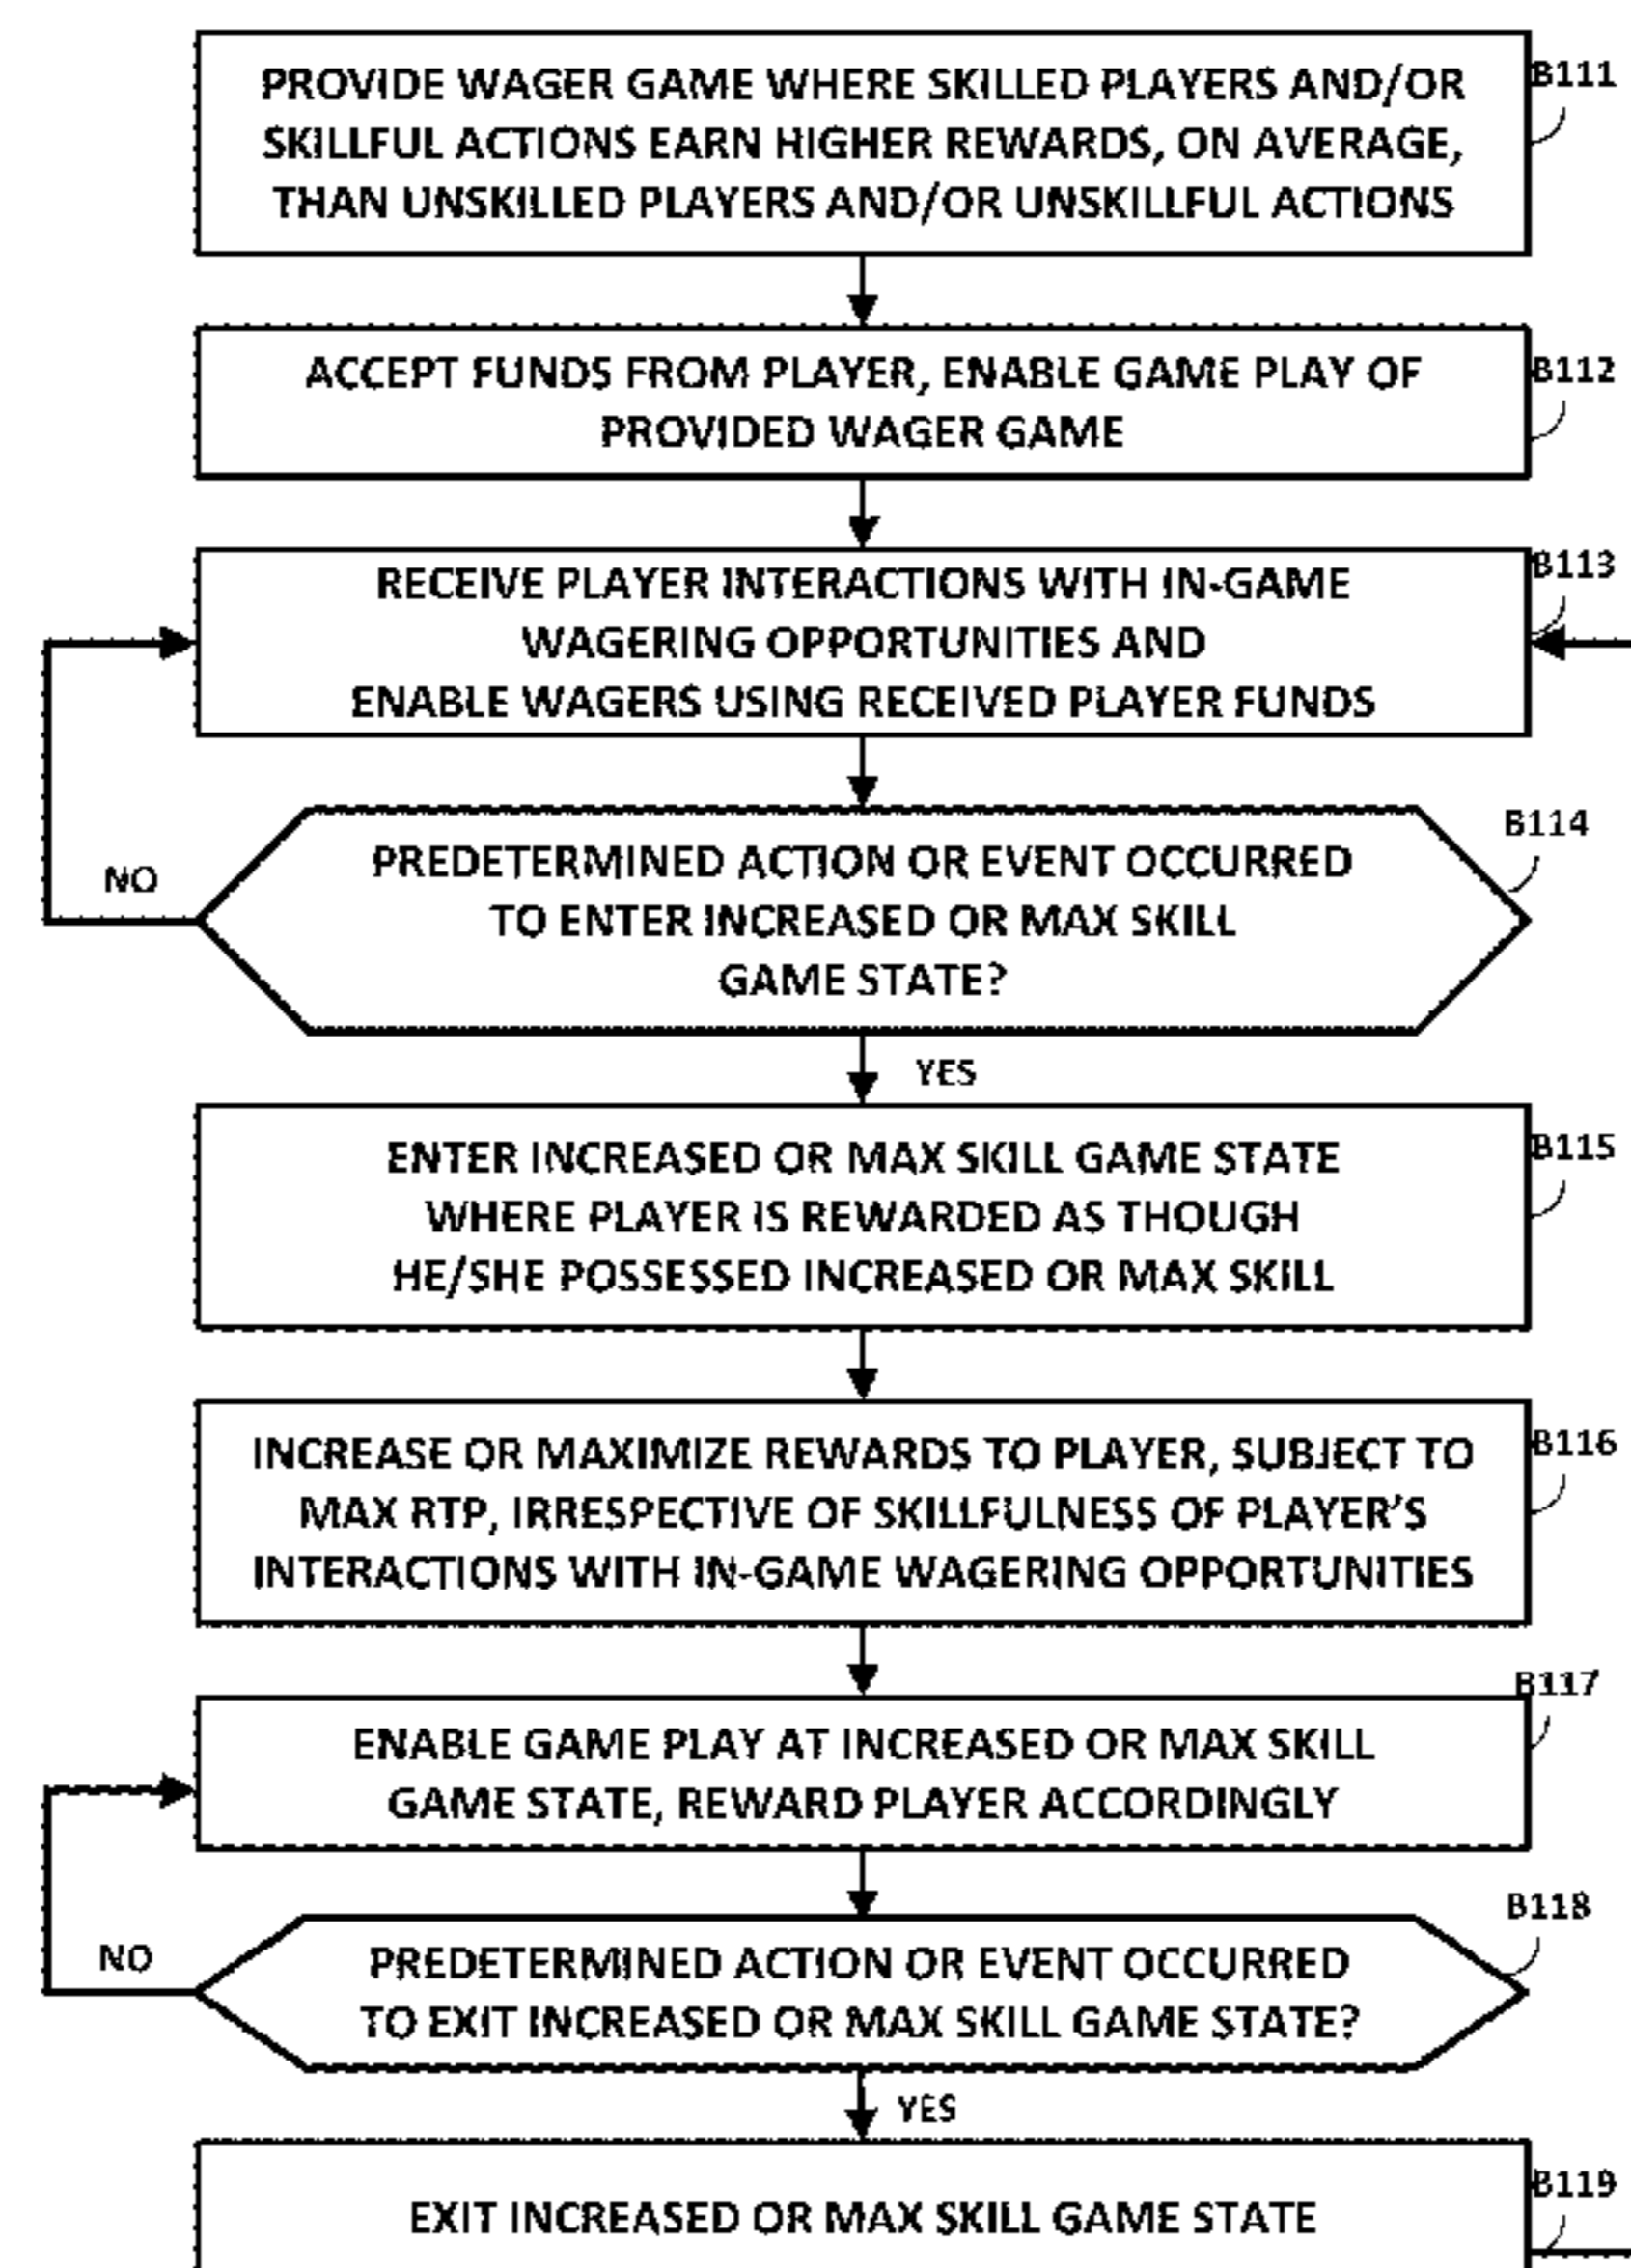 PROVIDE WAGER GAME WHERE SKILLED PLAYERS AND/OR
SKILLFUL ACTIONS EARN HIGHER REWARDS, ON AVERAGE,
THAN UNSKILLED PLAYERS AND/OR UNSKILLFUL ACTIONS
B111
ACCEPT FUNDS FROM PLAYER, ENABLE GAME PLAY OF
PROVIDED WAGER GAME
B112
RECEIVE PLAYER INTERACTIONS WITH IN-GAME
WAGERING OPPORTUNITIES AND
ENABLE WAGERS USING RECEIVED PLAYER FUNDS
B113
PREDETERMINED ACTION OR EVENT OCCURRED
TO ENTER INCREASED OR MAX SKILL
GAME STATE?
B114
NO
YES
ENTER INCREASED OR MAX SKILL GAME STATE
WHERE PLAYER IS REWARDED AS THOUGH
HE/SHE POSSESSED INCREASED OR MAX SKILL
B115
INCREASE OR MAXIMIZE REWARDS TO PLAYER, SUBJECT TO
MAX RTP, IRRESPECTIVE OF SKILLFULNESS OF PLAYER'S
INTERACTIONS WITH IN-GAME WAGERING OPPORTUNITIES
B116
ENABLE GAME PLAY AT INCREASED OR MAX SKILL
GAME STATE, REWARD PLAYER ACCORDINGLY
B117
PREDETERMINED ACTION OR EVENT OCCURRED
TO EXIT INCREASED OR MAX SKILL GAME STATE?
B118
NO
YES
EXIT INCREASED OR MAX SKILL GAME STATE
B119